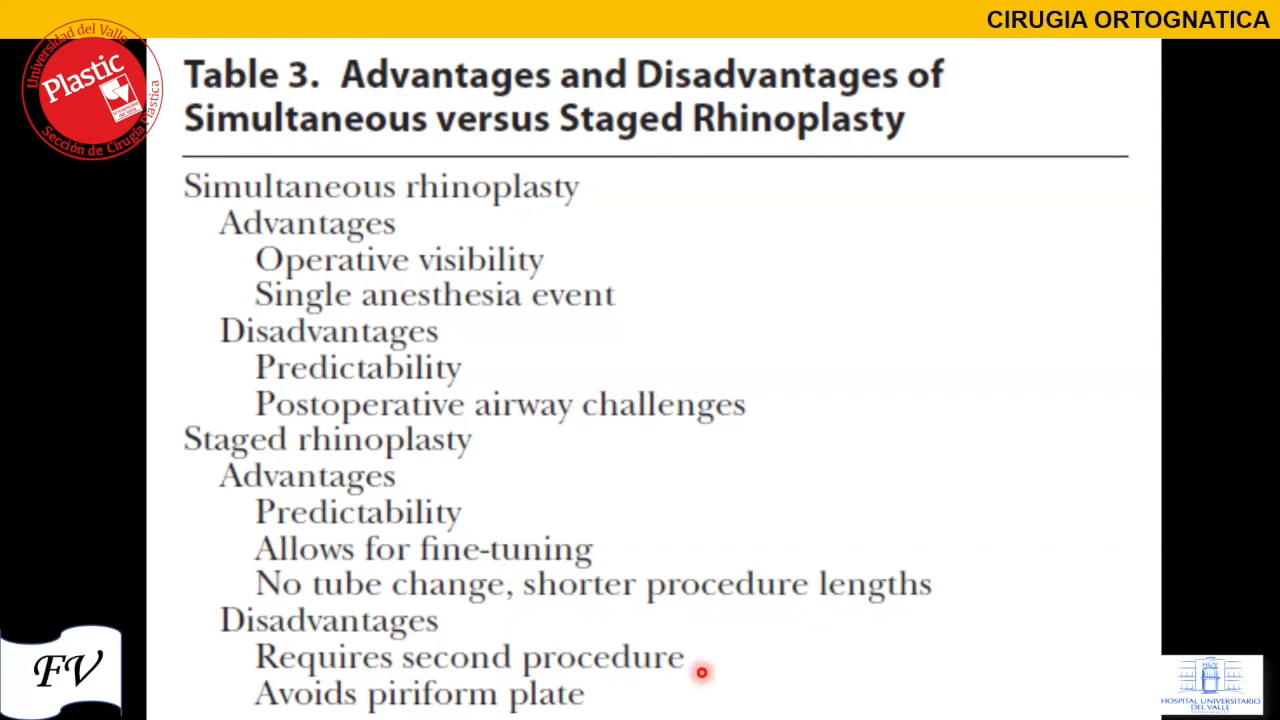 CIRUGIA ORTOGNATICA
Universidad del Valle
Plastic
Sección de Cirugía Plástica
Table 3. Advantages and Disadvantages of
Simultaneous versus Staged Rhinoplasty
Simultaneous rhinoplasty
Advantages
Operative visibility
Single anesthesia event
Disadvantages
Predictability
Postoperative airway challenges
Staged rhinoplasty
Advantages
Predictability
Allows for fine-tuning
No tube change, shorter procedure lengths
Disadvantages
Requires second procedure
Avoids piriform plate
FV
HUV
HOSPITAL UNIVERSITARIO
DEL VALLE